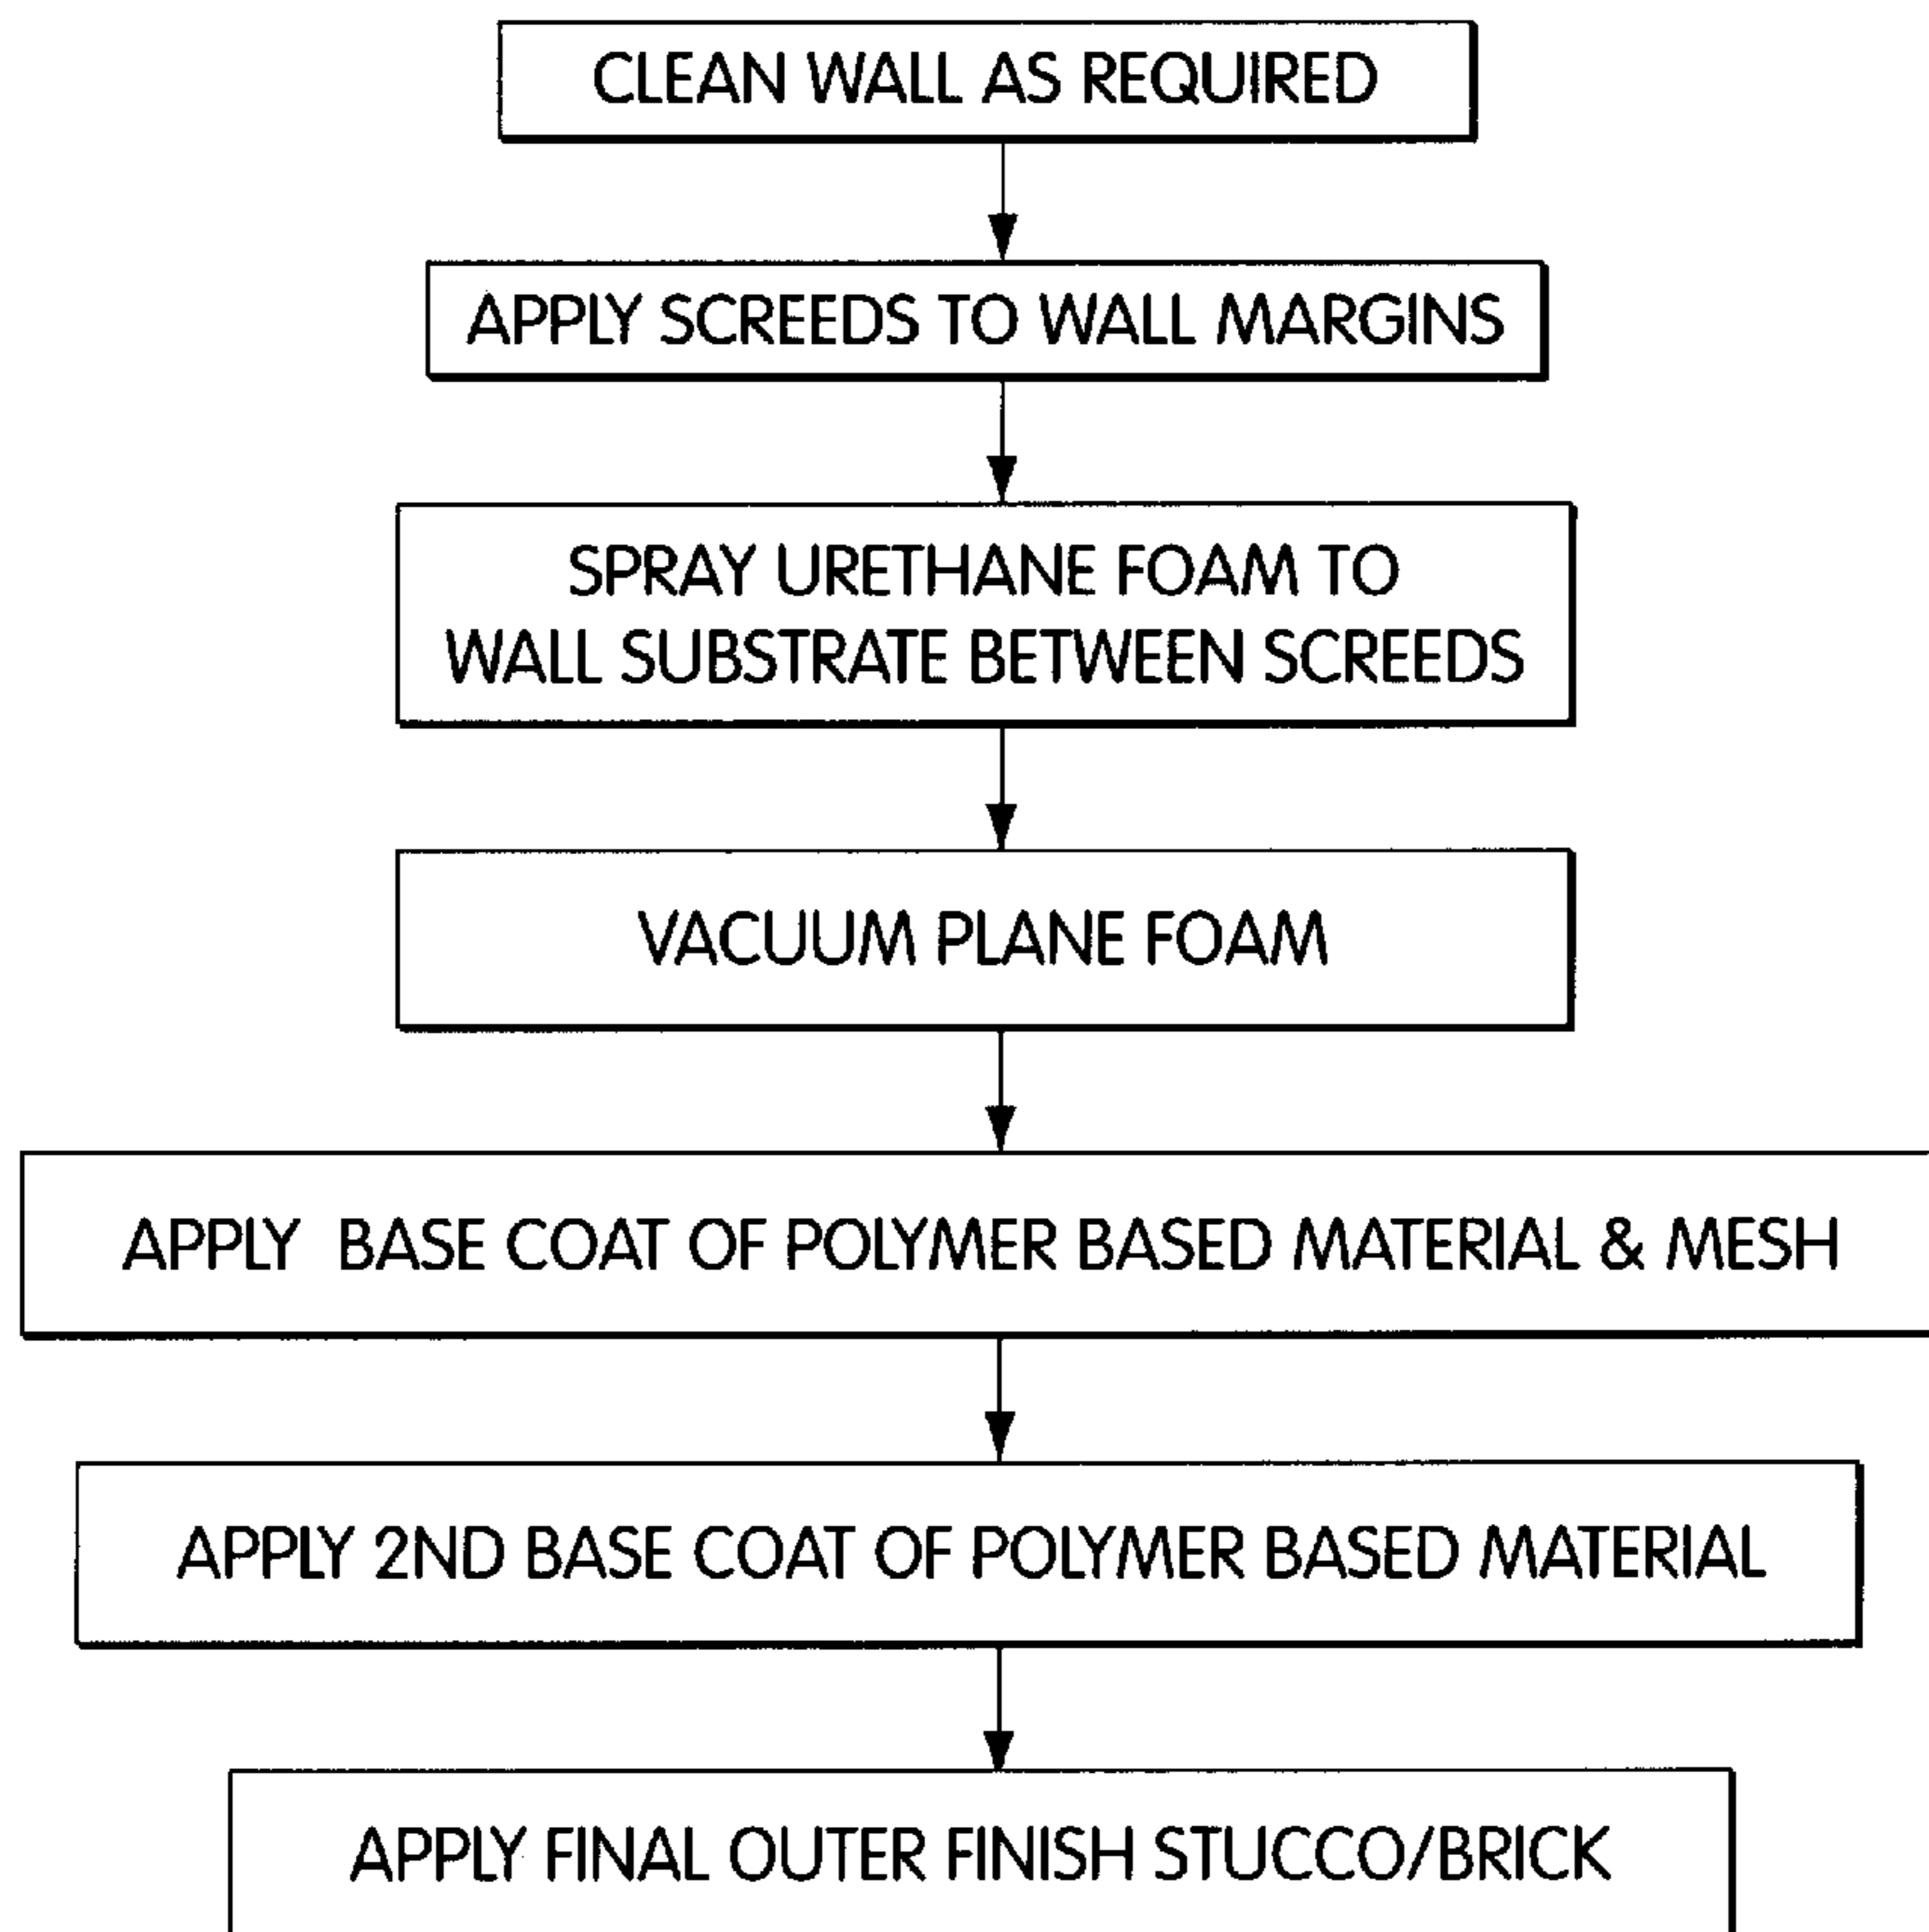 CLEAN WALL AS REQUIRED
APPLY SCREEDS TO WALL MARGINS
SPRAY URETHANE FOAM TO
WALL SUBSTRATE BETWEEN SCREEDS
VACUUM PLANE FOAM
APPLY BASE COAT OF POLYMER BASED MATERIAL & MESH
APPLY 2ND BASE COAT OF POLYMER BASED MATERIAL
APPLY FINAL OUTER FINISH STUCCO/BRICK